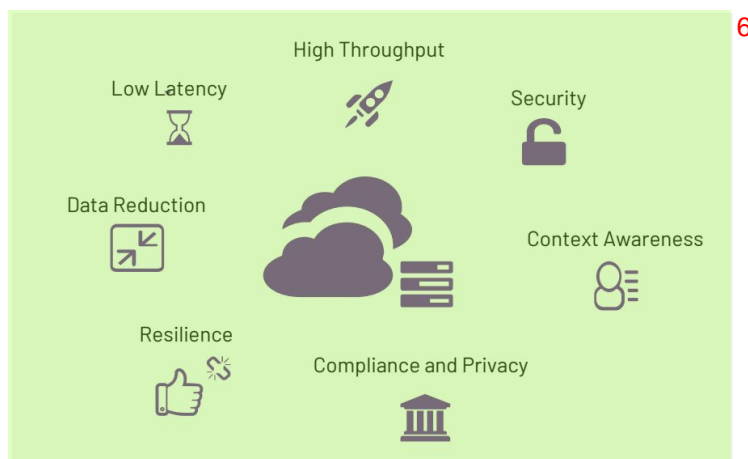 6
High Throughput
Low Latency
Security
Data Reduction
Context Awareness
Resilience
Compliance and Privacy